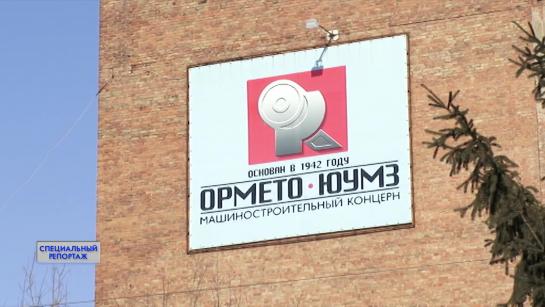 ОСНОВАН В 1942 ГОДУ
ОРМЕТО·ЮУМЗ
МАШИНОСТРОИТЕЛЬНЫЙ КОНЦЕРН
СПЕЦИАЛЬНЫЙ
РЕПОРТАЖ